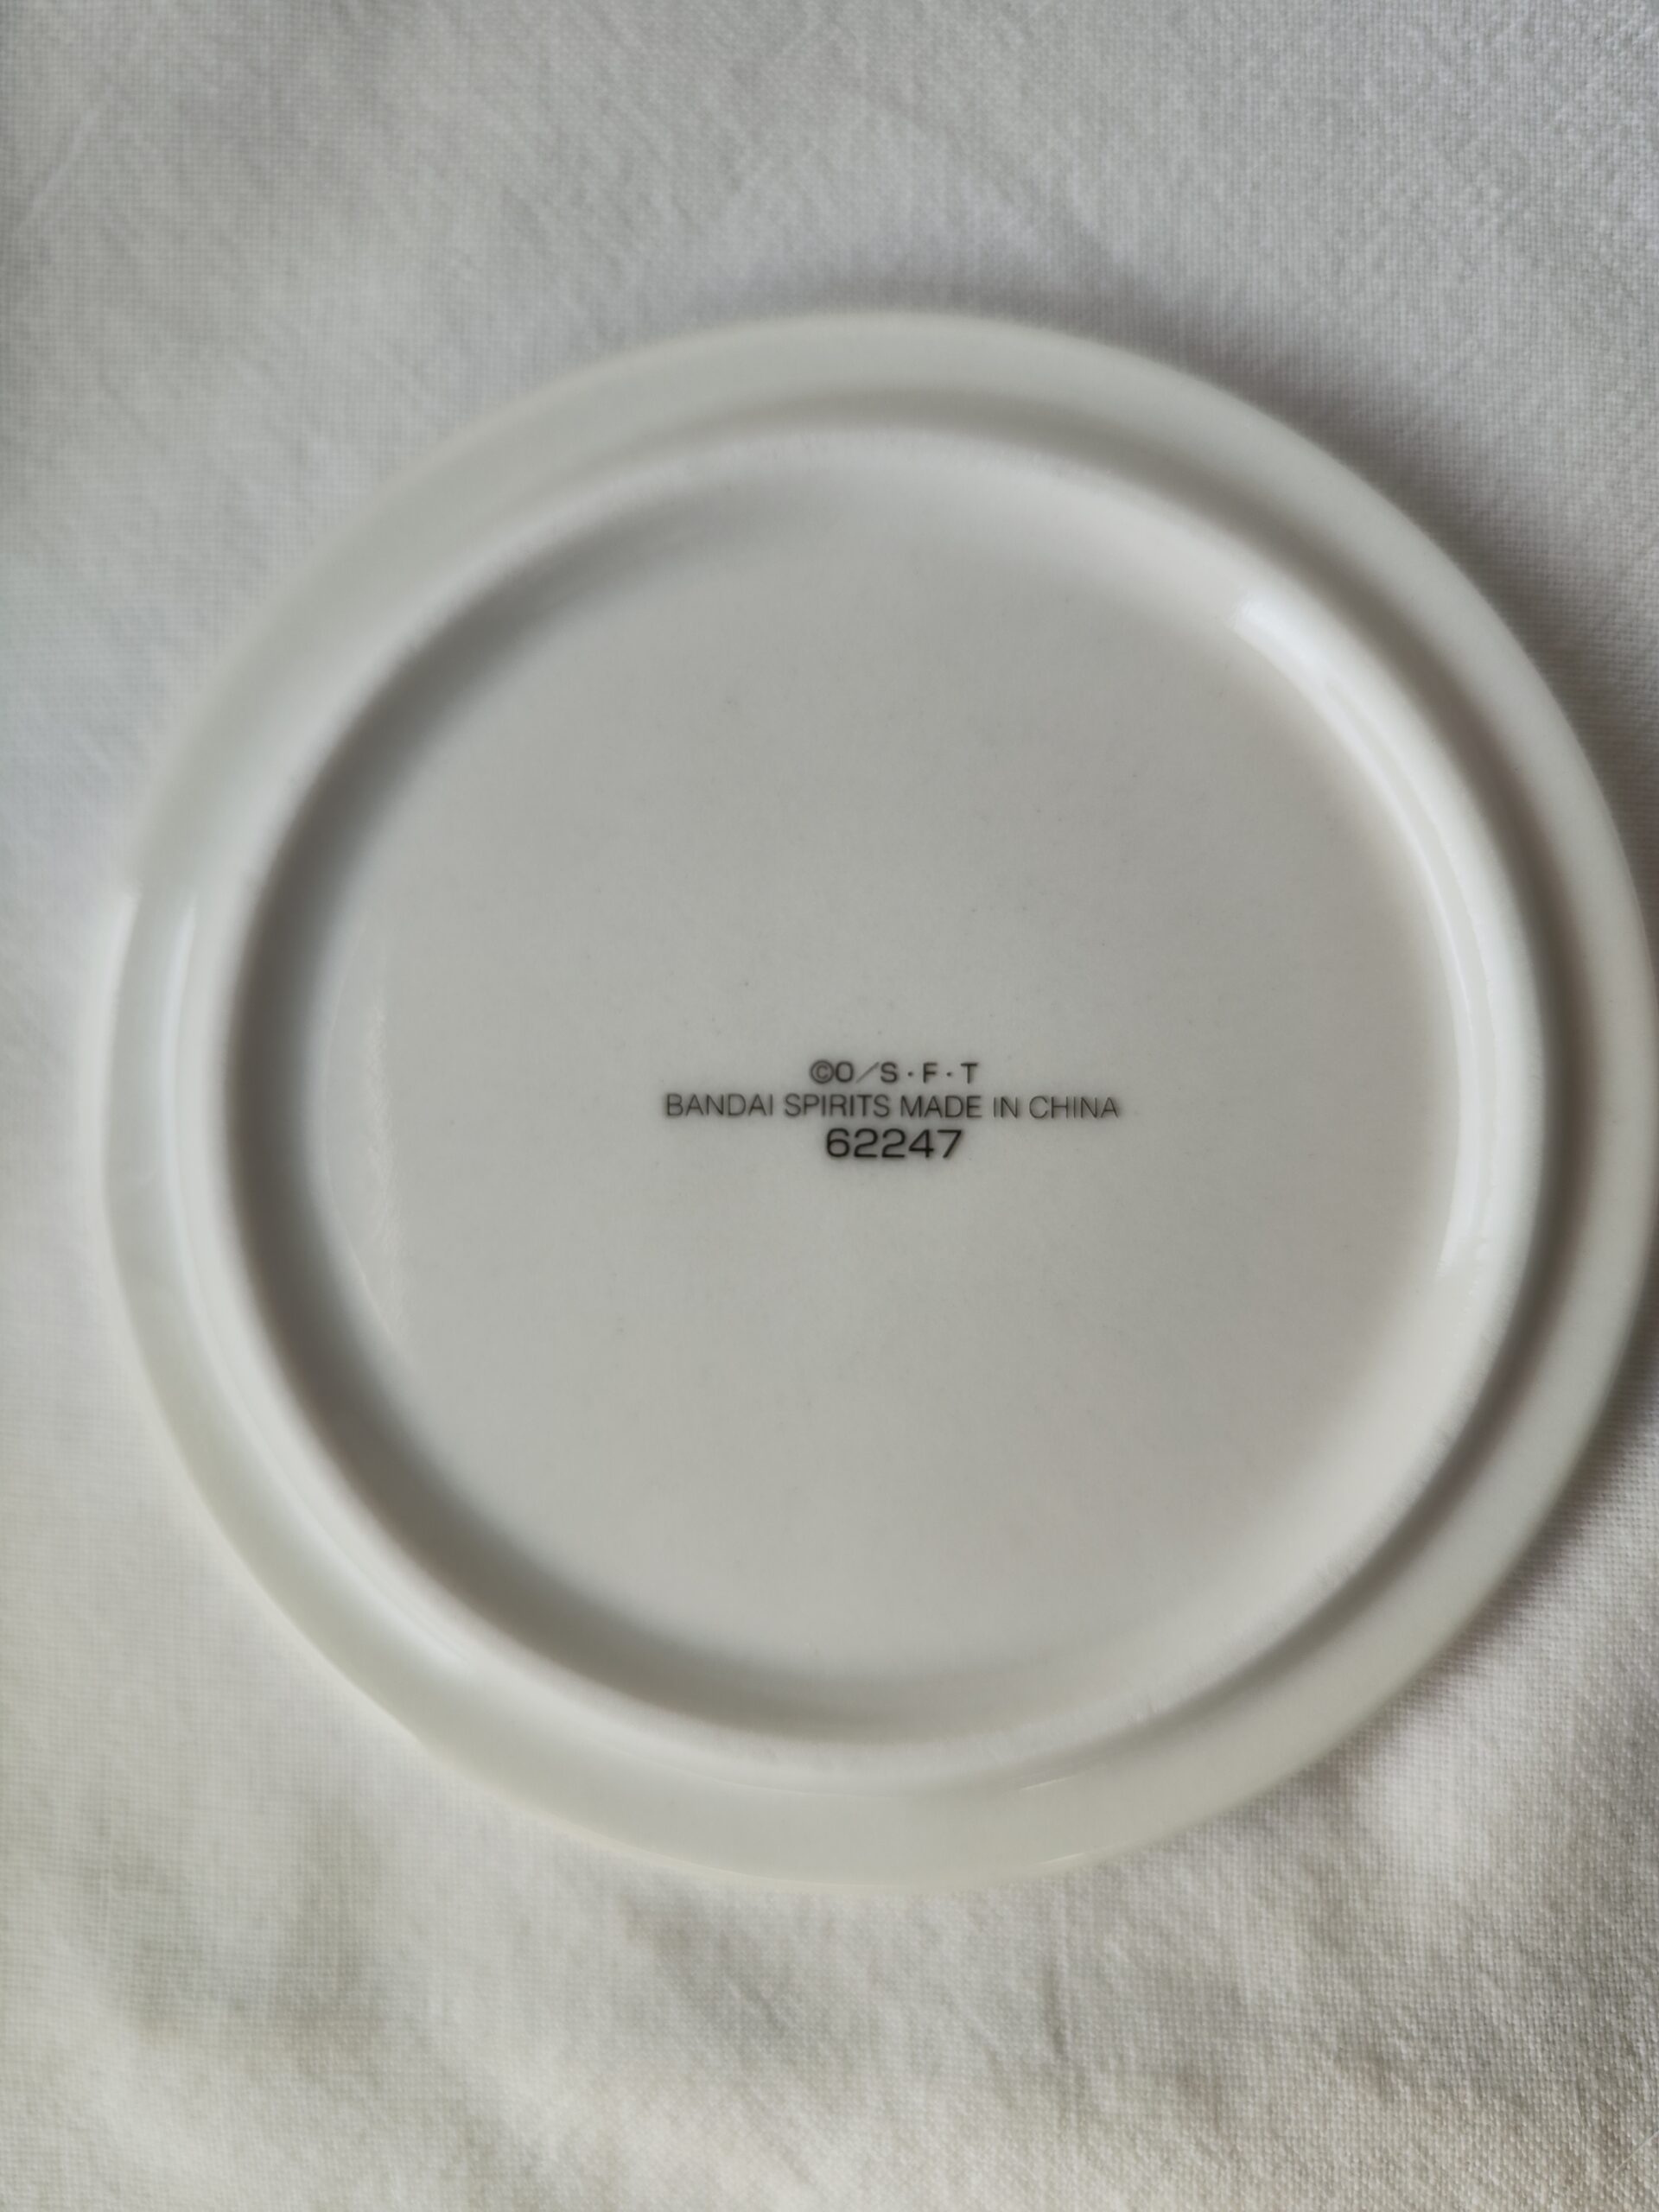 ©O／S・F・T
BANDAI SPIRITS MADE IN CHINA
62247